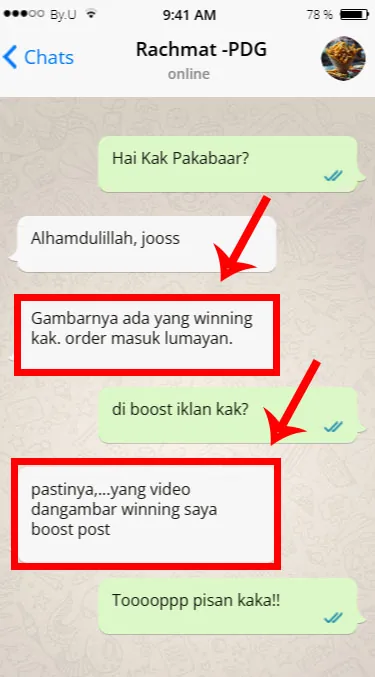 By.U 9:41 AM 78 %
Chats Rachmat -PDG
online
Hai Kak Pakabaar?
Alhamdulillah, jooss
Gambarnya ada yang winning
kak. order masuk lumayan.
di boost iklan kak?
pastinya,...yang video
dangambar winning saya
boost post
Tooooppp pisan kaka!!